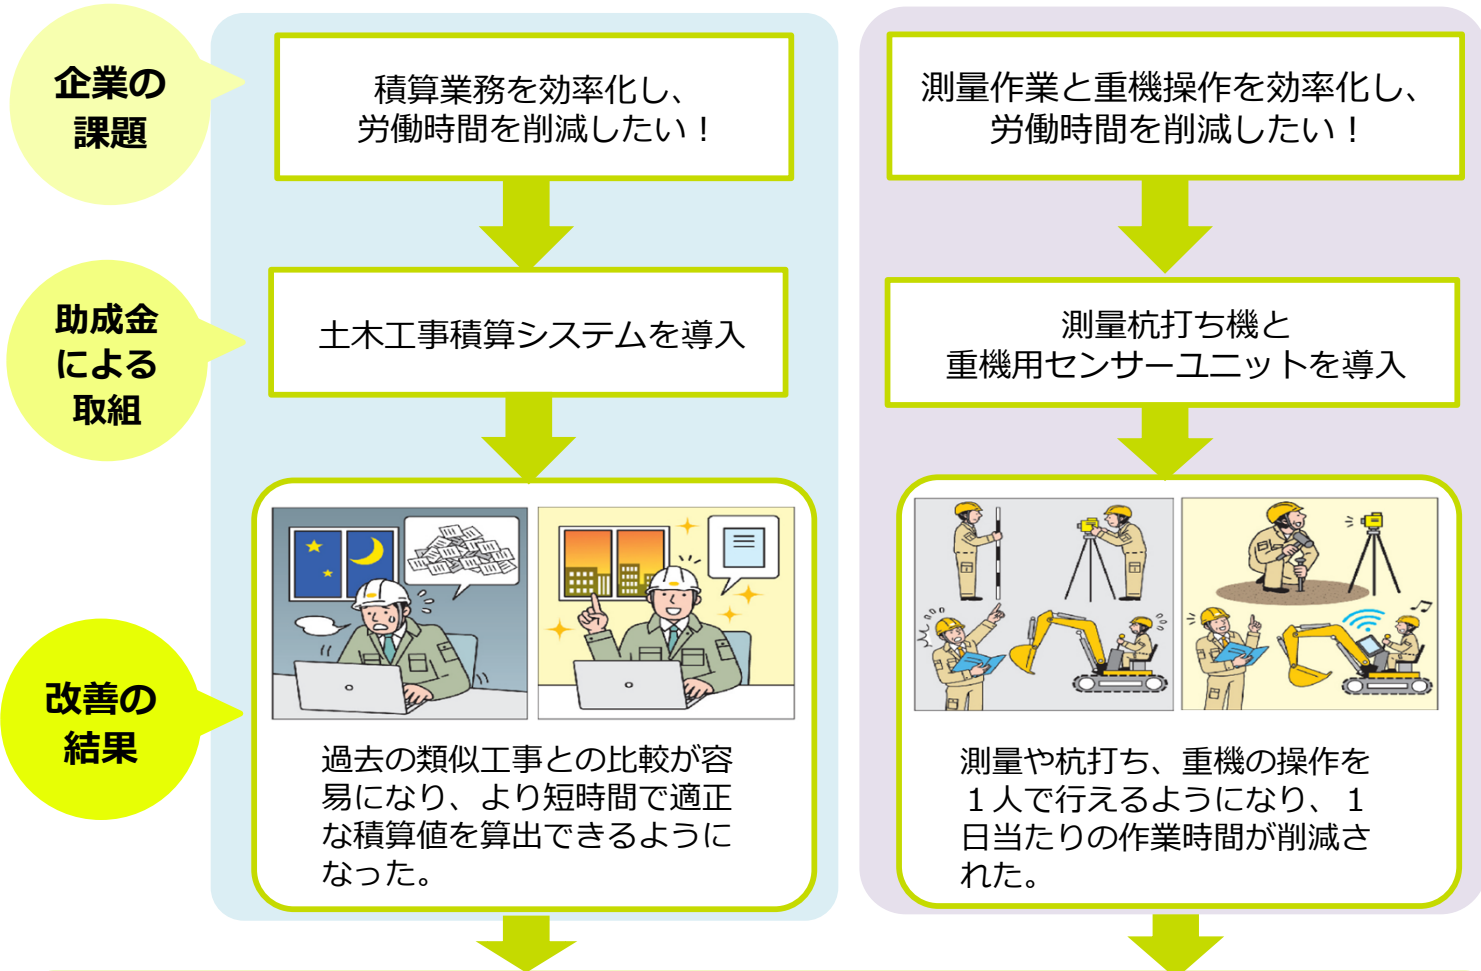 企業の
課題
積算業務を効率化し、
労働時間を削減したい！
測量作業と重機操作を効率化し、
労働時間を削減したい！
助成金
による
取組
土木工事積算システムを導入
測量杭打ち機と
重機用センサーユニットを導入
改善の
結果
過去の類似工事との比較が容
易になり、より短時間で適正
な積算値を算出できるように
なった。
測量や杭打ち、重機の操作を
１人で行えるようになり、１
日当たりの作業時間が削減さ
れた。